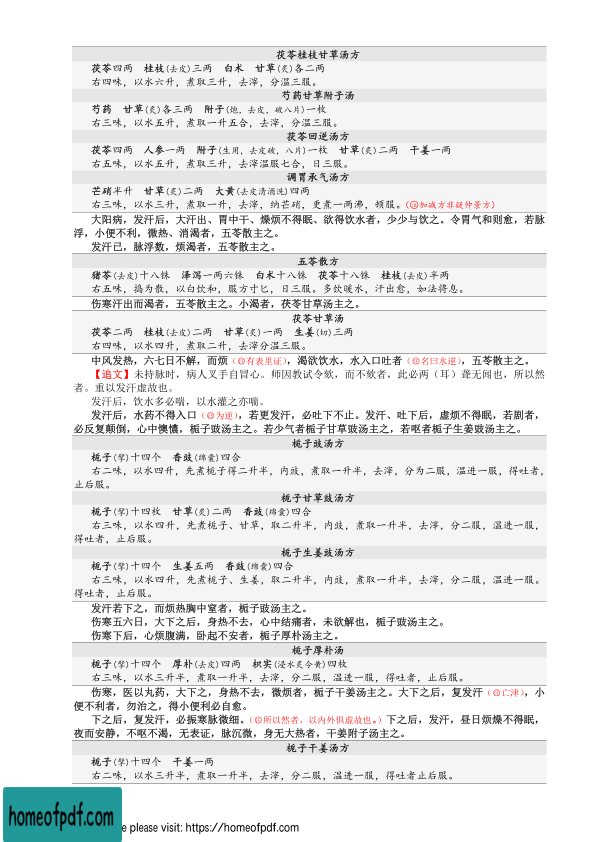 茯苓桂枝甘草汤方
茯苓四两　桂枝(去皮)三两　白术　甘草(炙)各二两
右四味，以水六升，煮取三升，去滓，分温三服。
芍药甘草附子汤
芍药　甘草(炙)各三两　附子(炮，去皮，破八片)一枚
右三味，以水五升，煮取一升五合，去滓，分温三服。
茯苓回逆汤方
茯苓四两　人参一两　附子(生用，去皮破，八片)一枚　甘草(炙)二两　干姜一两
右五味，以水五升，煮取三升，去滓温服七合，日三服。
调胃承气汤方
芒硝半升　甘草(炙)二两　大黄(去皮清酒洗)四两
右三味，以水三升，煮取一升，去滓，纳芒硝，更煮一两沸，顿服。(加减方非疑仲景方)
大阳病，发汗后，大汗出、胃中干、燥烦不得眠、欲得饮水者，少少与饮之。令胃气和则愈，若脉
浮，小便不利，微热、消渴者，五苓散主之。
发汗已，脉浮数，烦渴者，五苓散主之。
五苓散方
猪苓(去皮)十八铢　泽泻一两六铢　白术十八铢　茯苓十八铢　桂枝(去皮)半两
右五味，捣为散，以白饮和，服方寸匕，日三服。多饮暖水，汗出愈，如法将息。
伤寒汗出而渴者，五苓散主之。小渴者，茯苓甘草汤主之。
茯苓甘草汤
茯苓二两　桂枝(去皮)二两　甘草(炙)一两　生姜(切)三两
右四味，以水四升，煮取二升，去滓分温三服。
中风发热，六七日不解，而烦(有表里证)，渴欲饮水，水入口吐者(名曰水逆)，五苓散主之。
【追文】未持脉时，病人叉手自冒心。师因教试令欬，而不欬者，此必两（耳）聋无闻也，所以然
者。重以发汗虚故也。
发汗后，饮水多必喘，以水灌之亦喘。
发汗后，水药不得入口(为逆)，若更发汗，必吐下不止。发汗、吐下后，虚烦不得眠，若剧者，
必反复颠倒，心中懊憹，栀子豉汤主之。若少气者栀子甘草豉汤主之，若呕者栀子生姜豉汤主之。
栀子豉汤方
栀子(擘)十四个　香豉(绵囊)四合
右二味，以水四升，先煮栀子得二升半，内豉，煮取一升半，去滓，分为二服，温进一服，得吐者，
止后服。
栀子甘草豉汤方
栀子(擘)十四枚　甘草(炙)二两　香豉(绵囊)四合
右三味，以水四升，先煮栀子、甘草，取二升半，内豉，煮取一升半，去滓，分二服，温进一服，
得吐者，止后服。
栀子生姜豉汤方
栀子(擘)十四个　生姜五两　香豉(绵囊)四合
右三味，以水四升，先煮栀子、生姜，取二升半，内豉，煮取一升半，去滓，分二服，温进一服。
得吐者，止后服。
发汗若下之，而烦热胸中窒者，栀子豉汤主之。
伤寒五六日，大下之后，身热不去，心中结痛者，未欲解也，栀子豉汤主之。
伤寒下后，心烦腹满，卧起不安者，栀子厚朴汤主之。
栀子厚朴汤
栀子(擘)十四个　厚朴(去皮)四两　枳实(浸水炙令黄)四枚
右三味，以水三升半，煮取一升半，去滓，分二服，温进一服，得吐者，止后服。
伤寒，医以丸药，大下之，身热不去，微烦者，栀子干姜汤主之。大下之后，复发汗(亡津)，小
便不利者，勿治之，得小便利必自愈。
下之后，复发汗，必振寒脉微细。(所以然者，以内外俱虚故也。)下之后，发汗，昼日烦燥不得眠，
夜而安静，不呕不渴，无表证，脉沉微，身无大热者，干姜附子汤主之。
栀子干姜汤方
栀子(擘)十四个　干姜一两
右二味，以水三升半，煮取一升半，去滓，分二服，温进一服，得吐者止后服。
homeofpdf.com
e please visit: https://homeofpdf.com